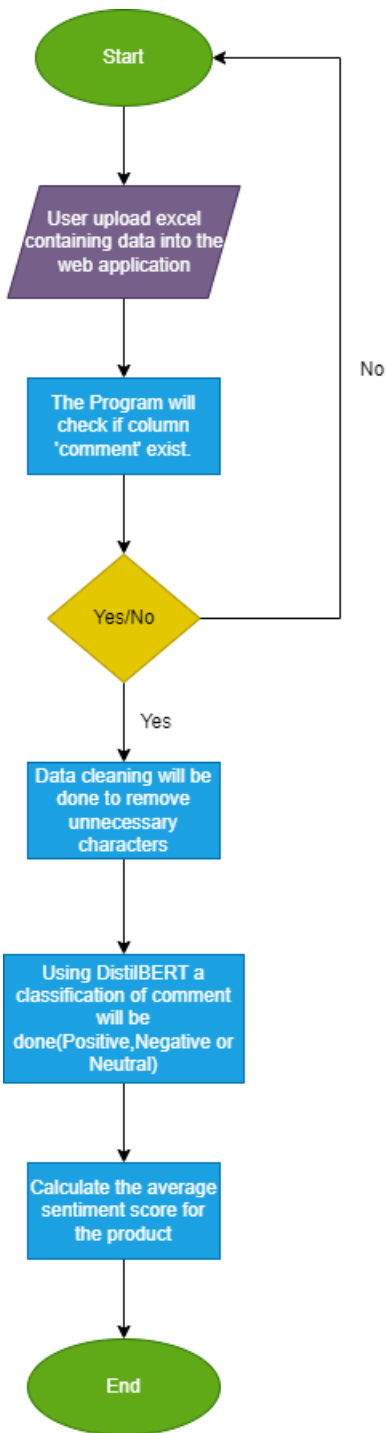 Start
User upload excel
containing data into the
web application
No
The Program will
check if column
'comment' exist.
Yes/No
Yes
Data cleaning will be
done to remove
unnecessary
characters
Using DistilBERT a
classification of comment
will be
done(Positive,Negative or
Neutral)
Calculate the average
sentiment score for
the product
End